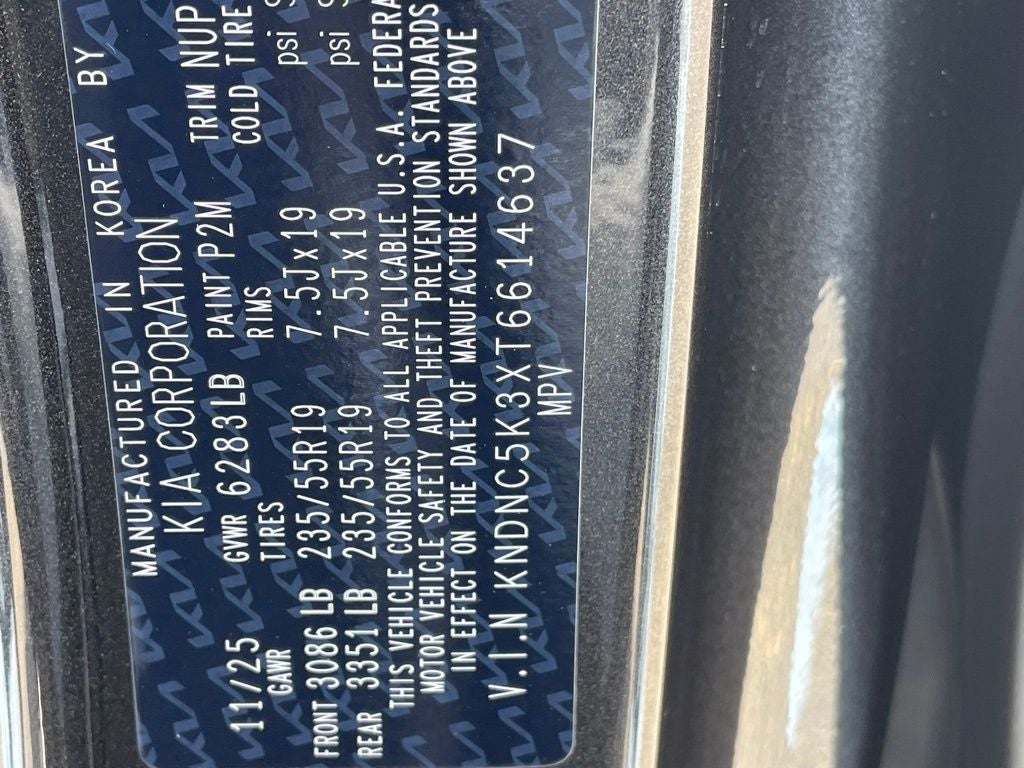 MANUFACTURED IN KOREA BY
KIA CORPORATION
11/25 GVWR 6283LB PAINT P2M TRIM NUP
GAWR TIRES RIMS COLD TIRE
FRONT 3086 LB 235/55R19 7.5Jx19 psi
REAR 3351 LB 235/55R19 7.5Jx19 psi
THIS VEHICLE CONFORMS TO ALL APPLICABLE U.S.A. FEDERA
MOTOR VEHICLE SAFETY AND THEFT PREVENTION STANDARDS
IN EFFECT ON THE DATE OF MANUFACTURE SHOWN ABOVE
V.I.N KNDNC5K3XT6614637
MPV